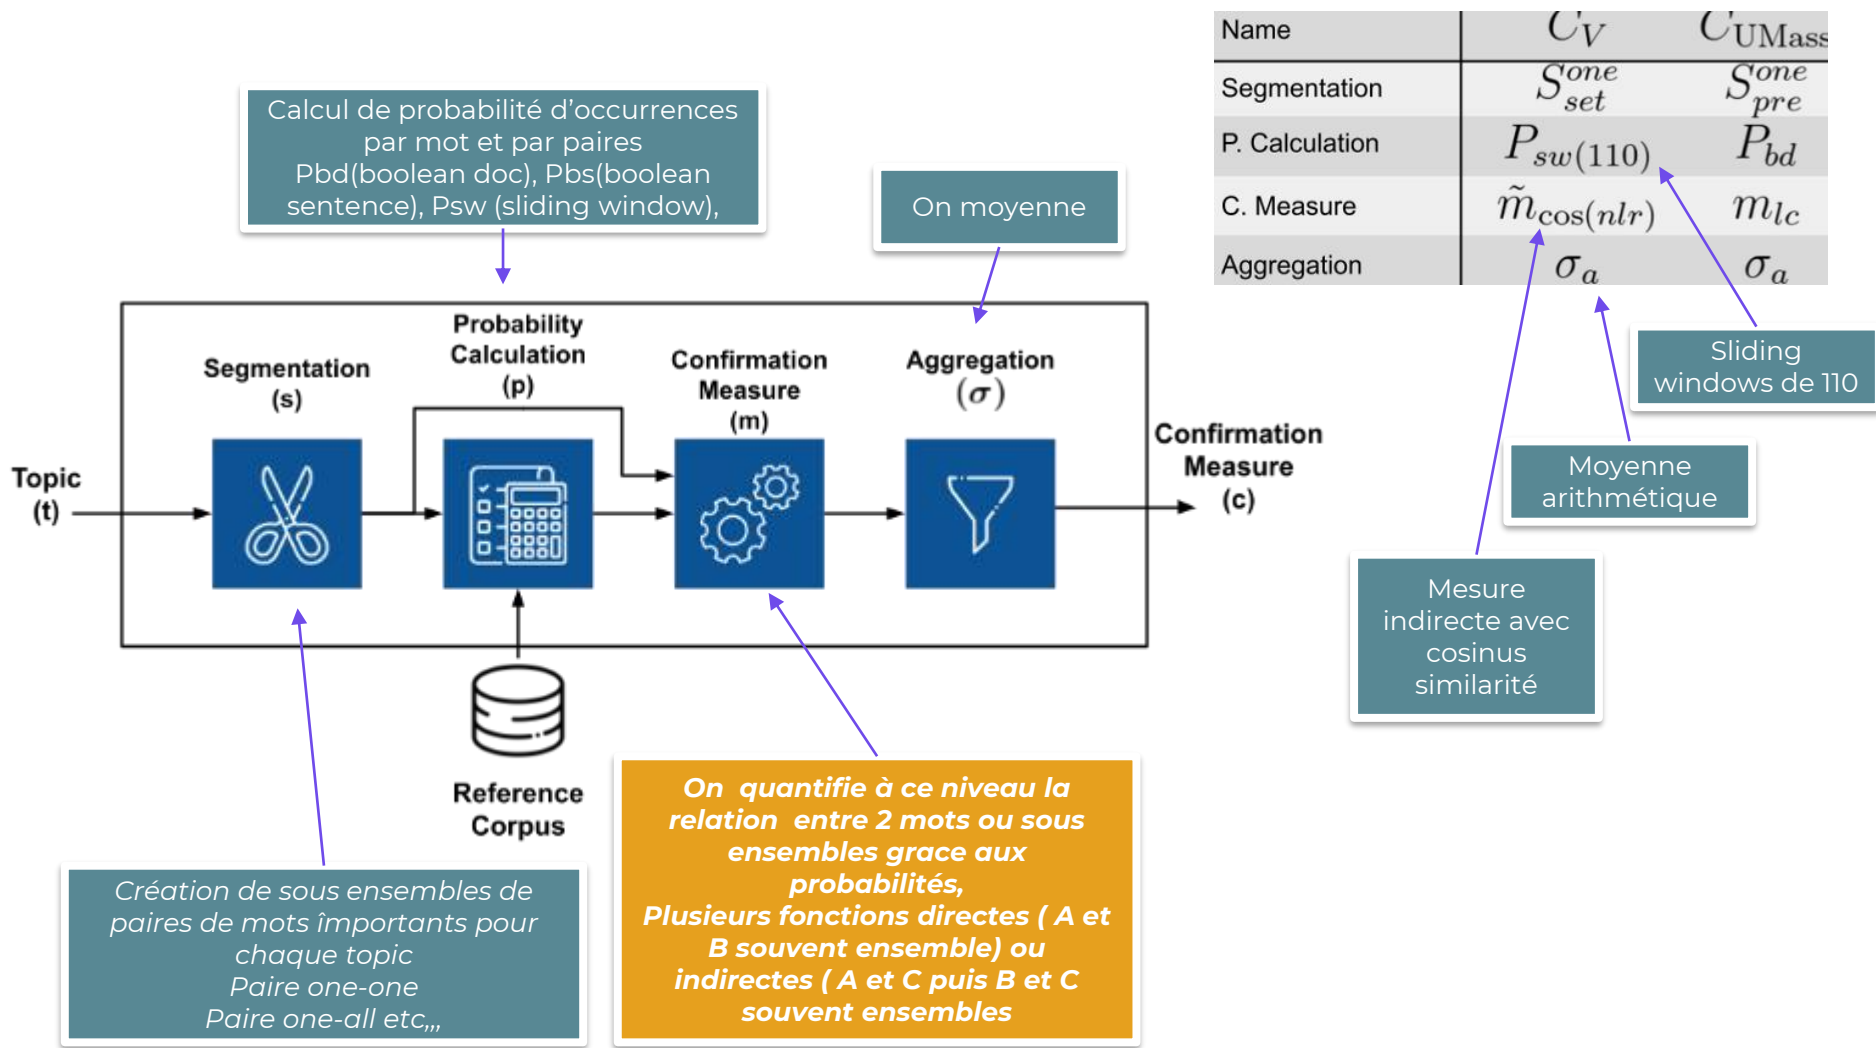 Name C_V C_UMass
Segmentation S^one_set S^one_pre
P. Calculation P_sw(110) P_bd
C. Measure m̃_cos(nlr) m_lc
Aggregation σ_a σ_a
Calcul de probabilité d’occurrences
par mot et par paires
Pbd(boolean doc), Pbs(boolean
sentence), Psw (sliding window),
On moyenne
Sliding
windows de 110
Moyenne
arithmétique
Mesure
indirecte avec
cosinus
similarité
Topic
(t)
Segmentation
(s)
Probability
Calculation
(p)
Confirmation
Measure
(m)
Aggregation
(σ)
Confirmation
Measure
(c)
Reference
Corpus
Création de sous ensembles de
paires de mots împortants pour
chaque topic
Paire one-one
Paire one-all etc,,,
On  quantifie à ce niveau la
relation  entre 2 mots ou sous
ensembles grace aux
probabilités,
Plusieurs fonctions directes ( A et
B souvent ensemble) ou
indirectes ( A et C puis B et C
souvent ensembles